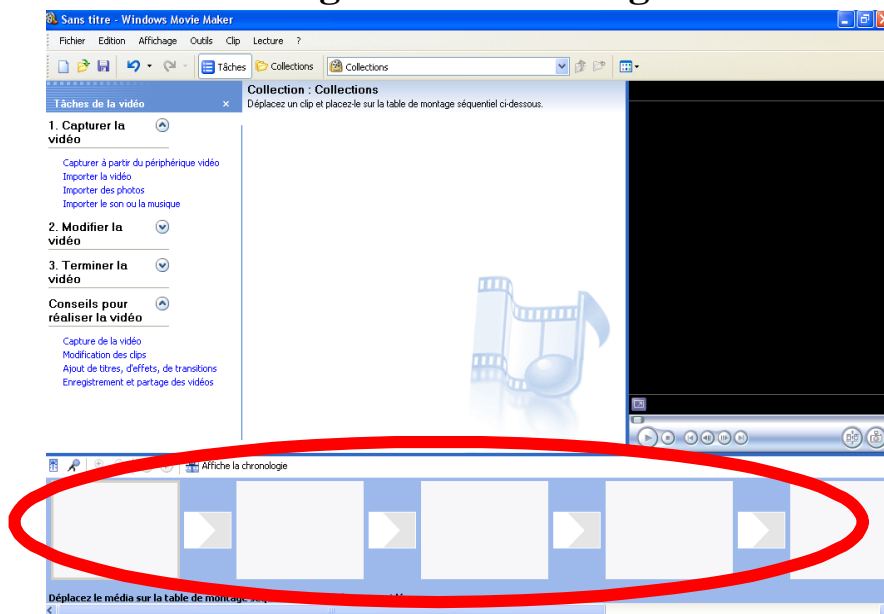 Sans titre - Windows Movie Maker
Fichier Edition Affichage Outils Clip Lecture ?
Tâches Collections Collections
Tâches de la vidéo
Collection : Collections
Déplacez un clip et placez-le sur la table de montage séquentiel ci-dessous.
1. Capturer la
vidéo
Capturer à partir du périphérique vidéo
Importer la vidéo
Importer des photos
Importer le son ou la musique
2. Modifier la
vidéo
3. Terminer la
vidéo
Conseils pour
réaliser la vidéo
Capture de la vidéo
Modification des clips
Ajout de titres, d'effets, de transitions
Enregistrement et partage des vidéos
Affiche la chronologie
Déplacez le média sur la table de montage